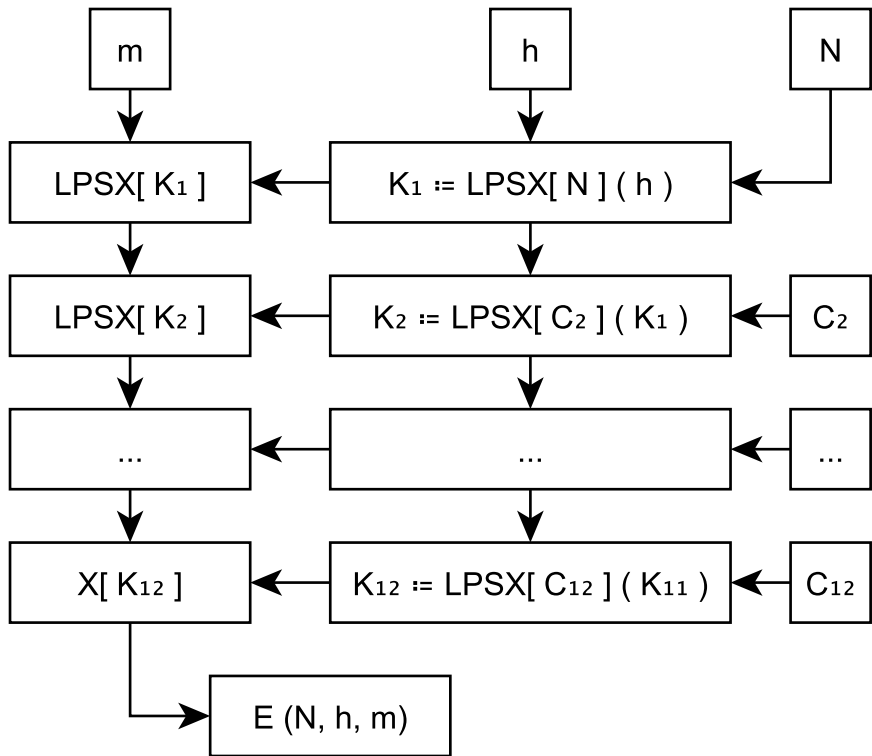 m h N
LPSX[ K₁ ] K₁ := LPSX[ N ] ( h )
LPSX[ K₂ ] K₂ := LPSX[ C₂ ] ( K₁ ) C₂
... ... ...
X[ K₁₂ ] K₁₂ := LPSX[ C₁₂ ] ( K₁₁ ) C₁₂
E (N, h, m)